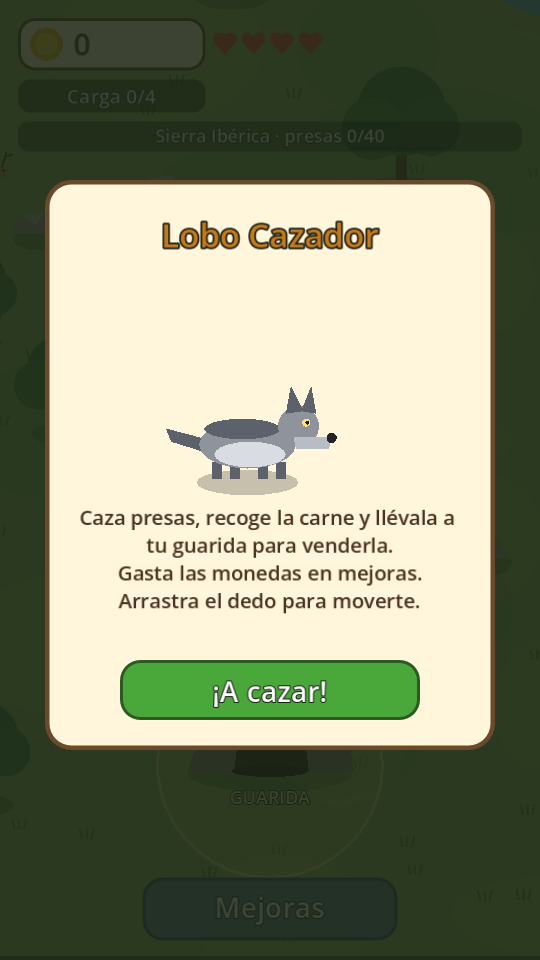 0
Carga 0/4
Sierra Ibérica · presas 0/40
Lobo Cazador
Caza presas, recoge la carne y llévala a
tu guarida para venderla.
Gasta las monedas en mejoras.
Arrastra el dedo para moverte.
¡A cazar!
GUARIDA
Mejoras